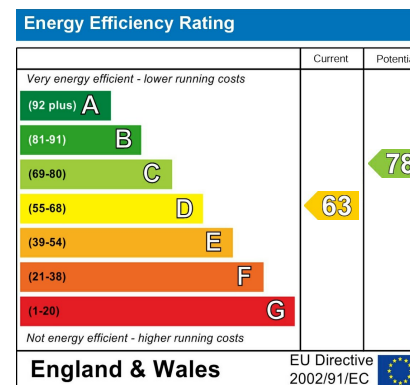 Energy Efficiency Rating
Current
Potenti
Very energy efficient - lower running costs
(92 plus) A
(81-91) B
(69-80) C
78
(55-68) D
63
(39-54) E
(21-38) F
(1-20) G
Not energy efficient - higher running costs
England & Wales
EU Directive
2002/91/EC